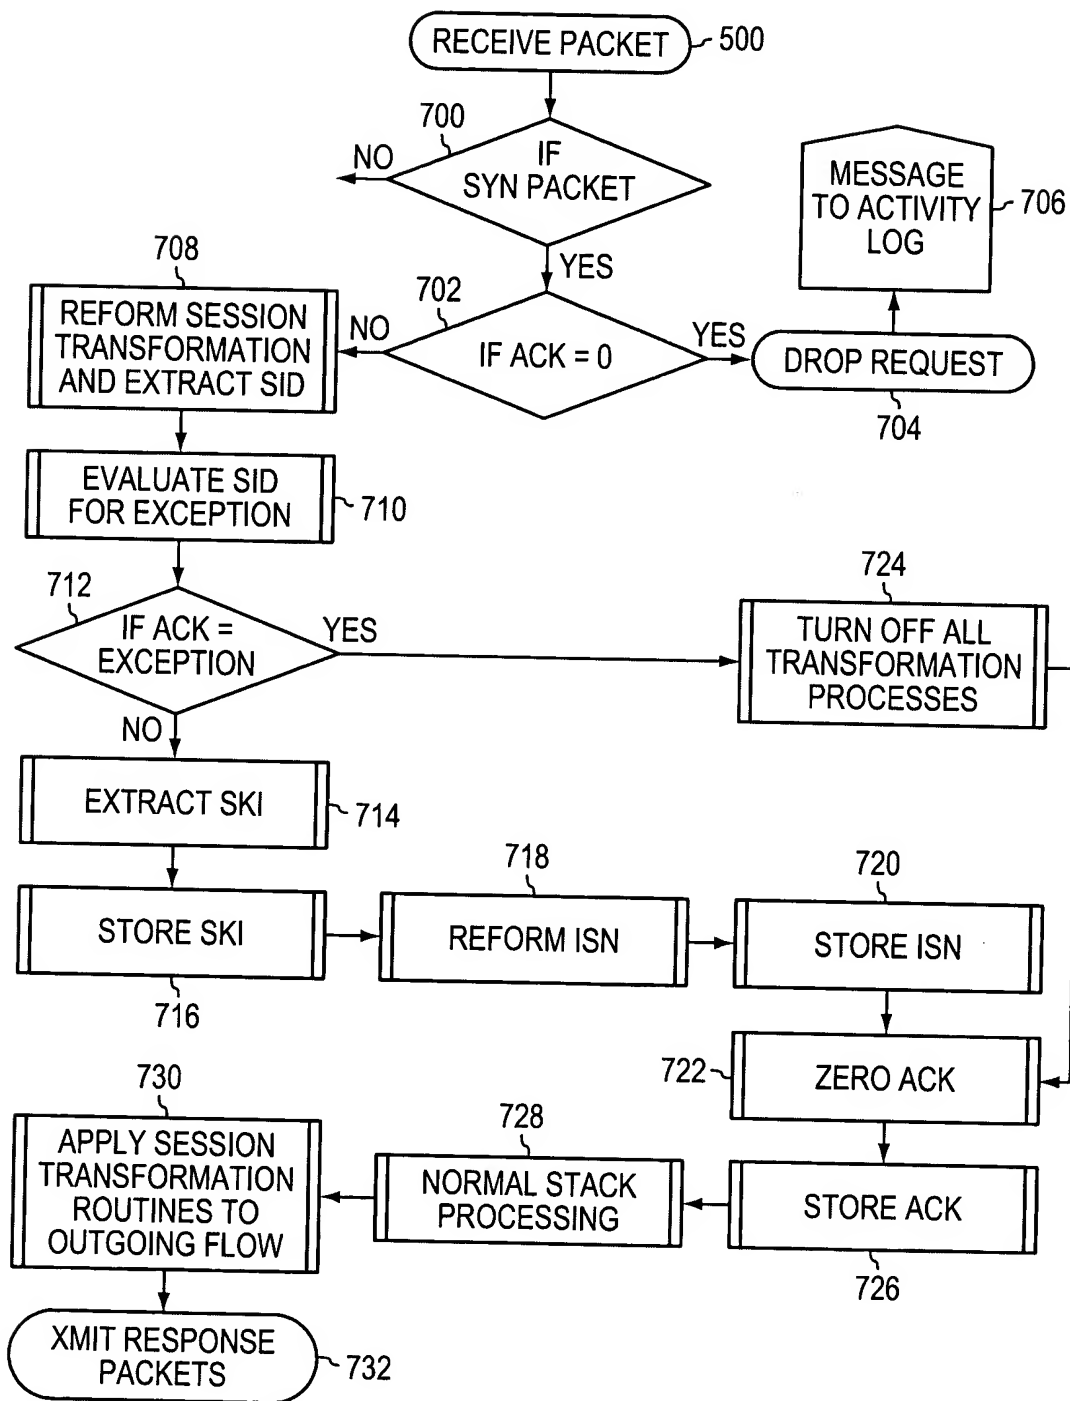 RECEIVE PACKET
500
700
IF
SYN PACKET
NO
YES
MESSAGE
TO ACTIVITY
LOG
706
702
IF ACK = 0
NO
YES
DROP REQUEST
704
708
REFORM SESSION
TRANSFORMATION
AND EXTRACT SID
EVALUATE SID
FOR EXCEPTION
710
712
IF ACK =
EXCEPTION
YES
NO
724
TURN OFF ALL
TRANSFORMATION
PROCESSES
EXTRACT SKI
714
STORE SKI
716
718
REFORM ISN
720
STORE ISN
722
ZERO ACK
STORE ACK
726
728
NORMAL STACK
PROCESSING
730
APPLY SESSION
TRANSFORMATION
ROUTINES TO
OUTGOING FLOW
XMIT RESPONSE
PACKETS
732